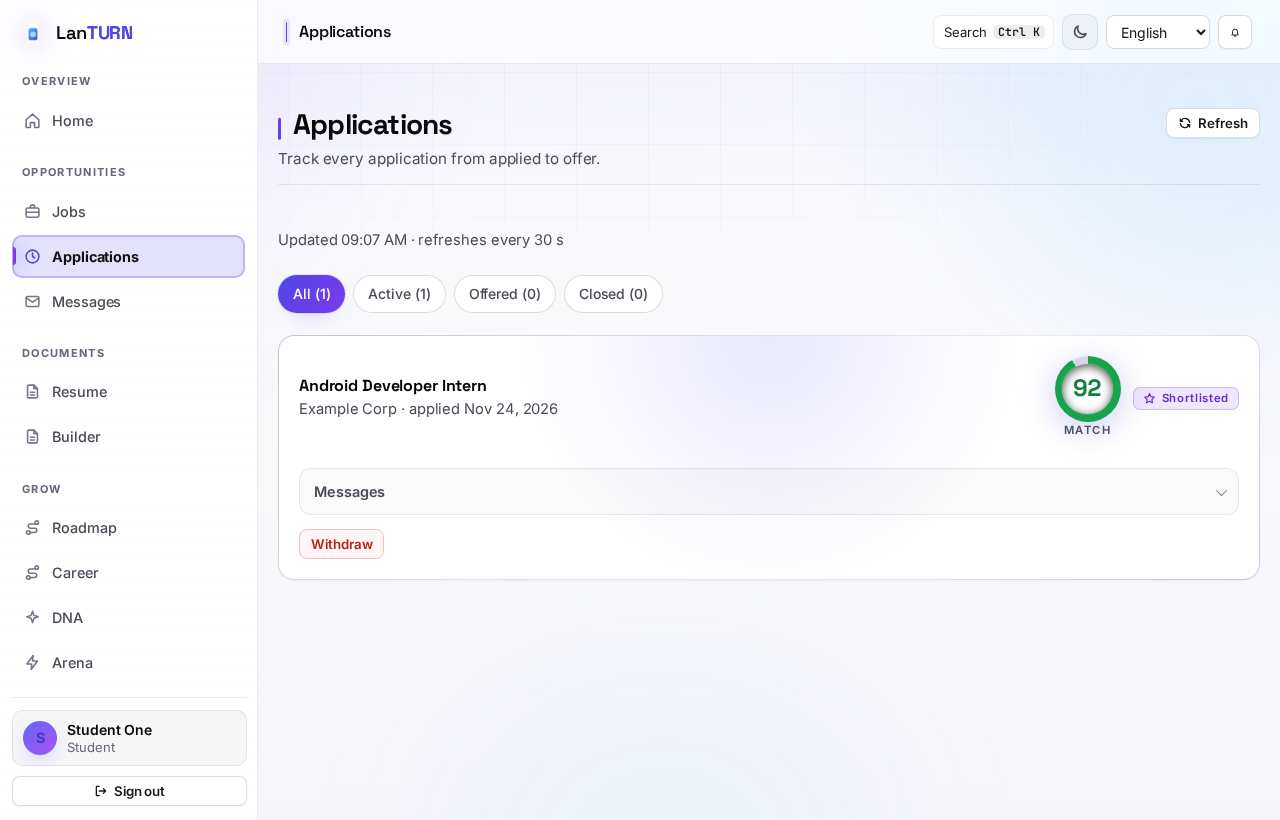 LanTURN
OVERVIEW
Home
OPPORTUNITIES
Jobs
Applications
Messages
DOCUMENTS
Resume
Builder
GROW
Roadmap
Career
DNA
Arena
S
Student One
Student
Sign out
Applications
Search Ctrl K
English
Applications
Refresh
Track every application from applied to offer.
Updated 09:07 AM · refreshes every 30 s
All (1) Active (1) Offered (0) Closed (0)
Android Developer Intern
Example Corp · applied Nov 24, 2026
92
MATCH
Shortlisted
Messages
Withdraw